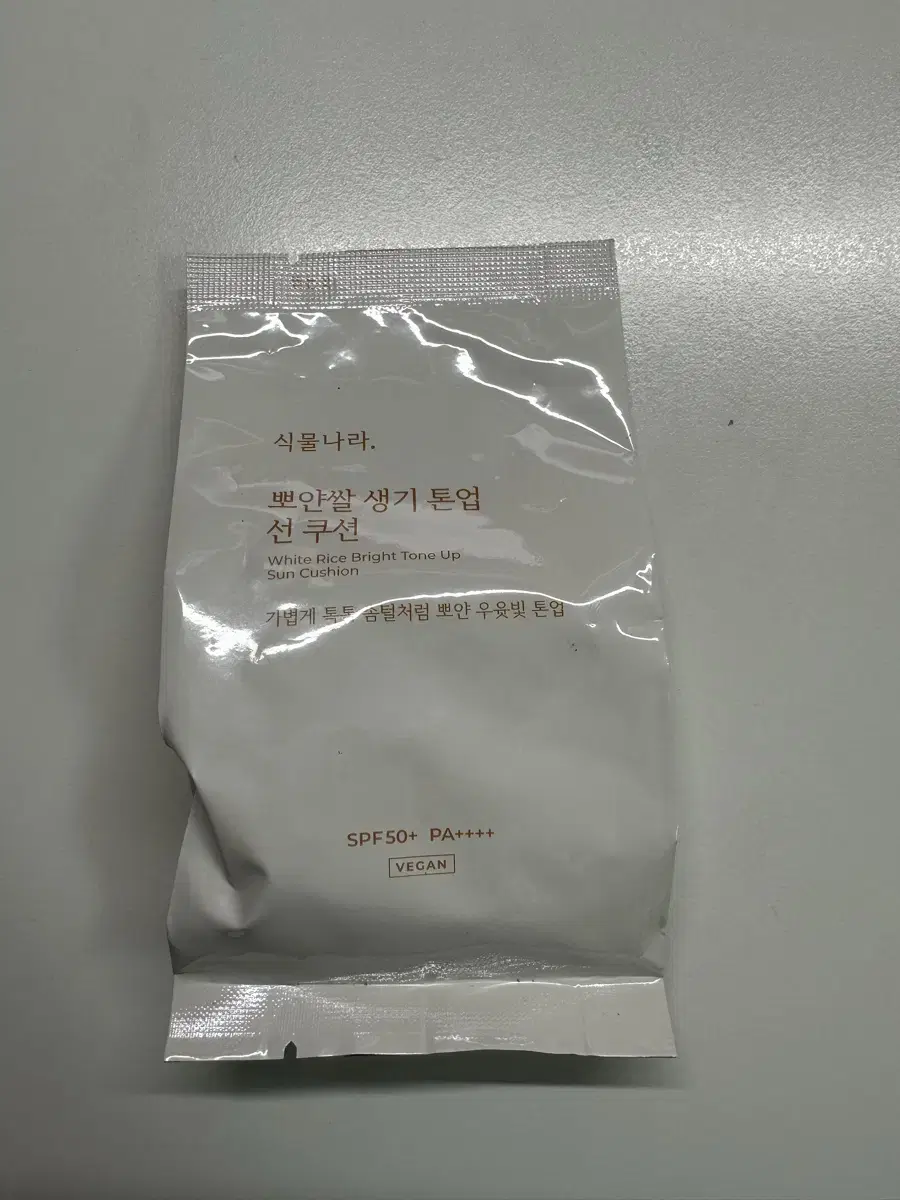 식물나라.
뽀얀쌀 생기 톤업
선 쿠션
White Rice Bright Tone Up
Sun Cushion
가볍게 톡톡 솜털처럼 뽀얀 우윳빛 톤업
SPF50+ PA++++
VEGAN